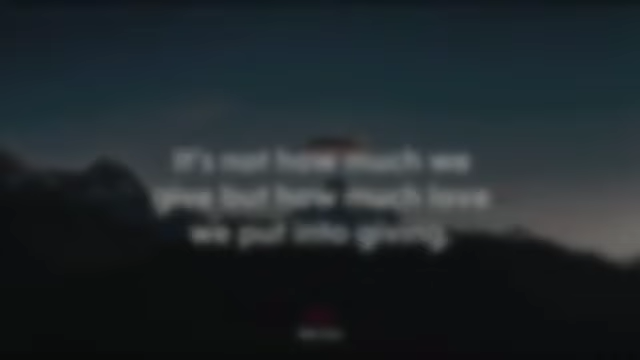 It's not how much we
give but how much love
we put into giving.